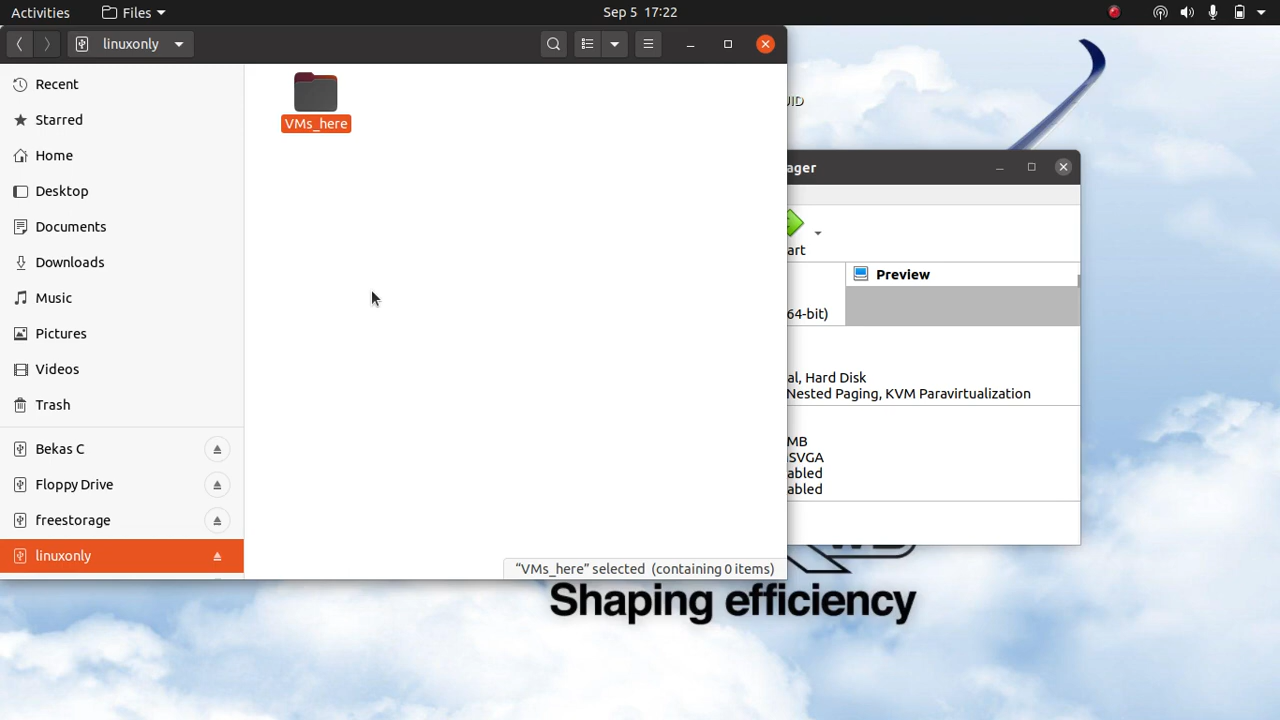 Activities
Files
Sep 5 17:22
linuxonly
Recent
Starred
Home
Desktop
Documents
Downloads
Music
Pictures
Videos
Trash
Bekas C
Floppy Drive
freestorage
linuxonly
VMs_here
"VMs_here" selected (containing 0 items)
UID
ager
art
Preview
64-bit)
al, Hard Disk
Nested Paging, KVM Paravirtualization
MB
SVGA
abled
abled
Shaping efficiency